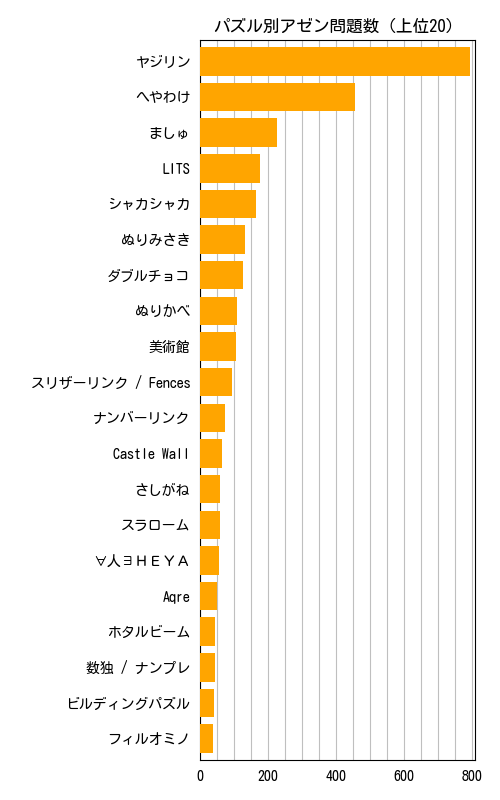 パズル別アゼン問題数（上位20）
ヤジリン
へやわけ
ましゅ
LITS
シャカシャカ
ぬりみさき
ダブルチョコ
ぬりかべ
美術館
スリザーリンク / Fences
ナンバーリンク
Castle Wall
さしがね
スラローム
∀人∃ＨＥＹＡ
Aqre
ホタルビーム
数独 / ナンプレ
ビルディングパズル
フィルオミノ
0 200 400 600 800